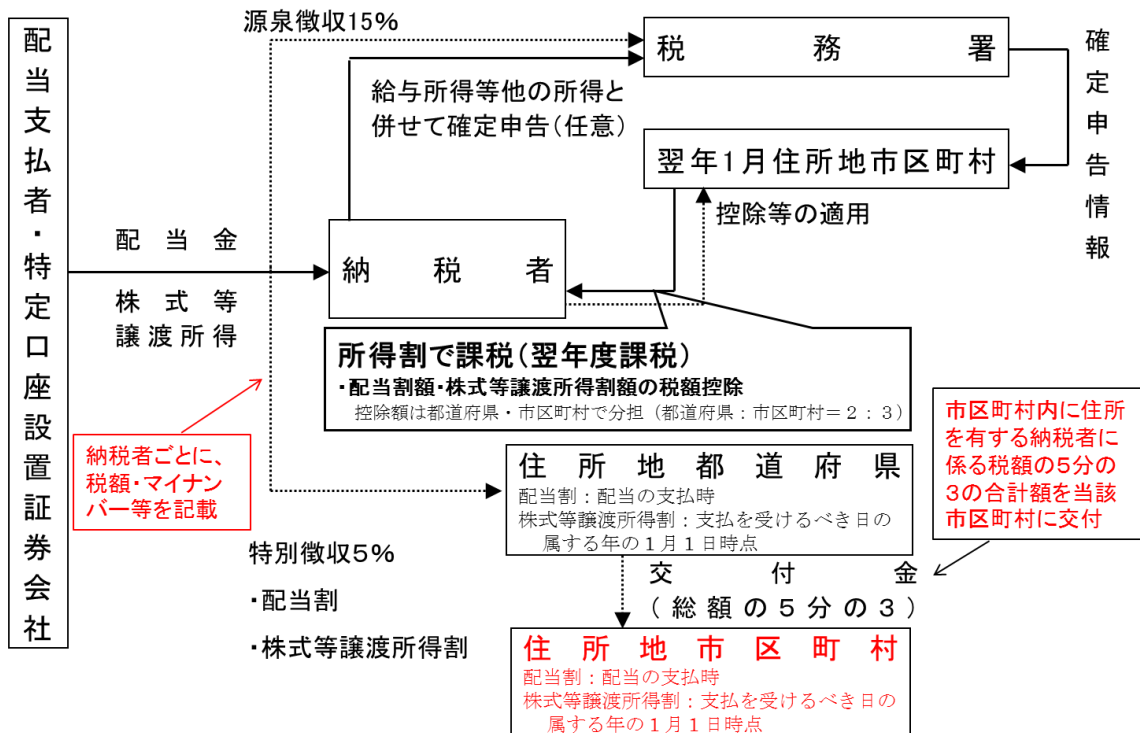 配当支払者・特定口座設置証券会社
源泉徴収15%
税務署
確定申告情報
給与所得等他の所得と
併せて確定申告(任意)
翌年1月住所地市区町村
控除等の適用
配当金
株式等
譲渡所得
納税者
所得割で課税(翌年度課税)
・配当割額・株式等譲渡所得割額の税額控除
控除額は都道府県・市区町村で分担(都道府県:市区町村=2:3)
納税者ごとに、
税額・マイナン
バー等を記載
市区町村内に住所
を有する納税者に
係る税額の5分の
3の合計額を当該
市区町村に交付
住所地都道府県
配当割:配当の支払時
株式等譲渡所得割:支払を受けるべき日の
属する年の1月1日時点
特別徴収5%
・配当割
・株式等譲渡所得割
交付金
(総額の5分の3)
住所地市区町村
配当割:配当の支払時
株式等譲渡所得割:支払を受けるべき日の
属する年の1月1日時点